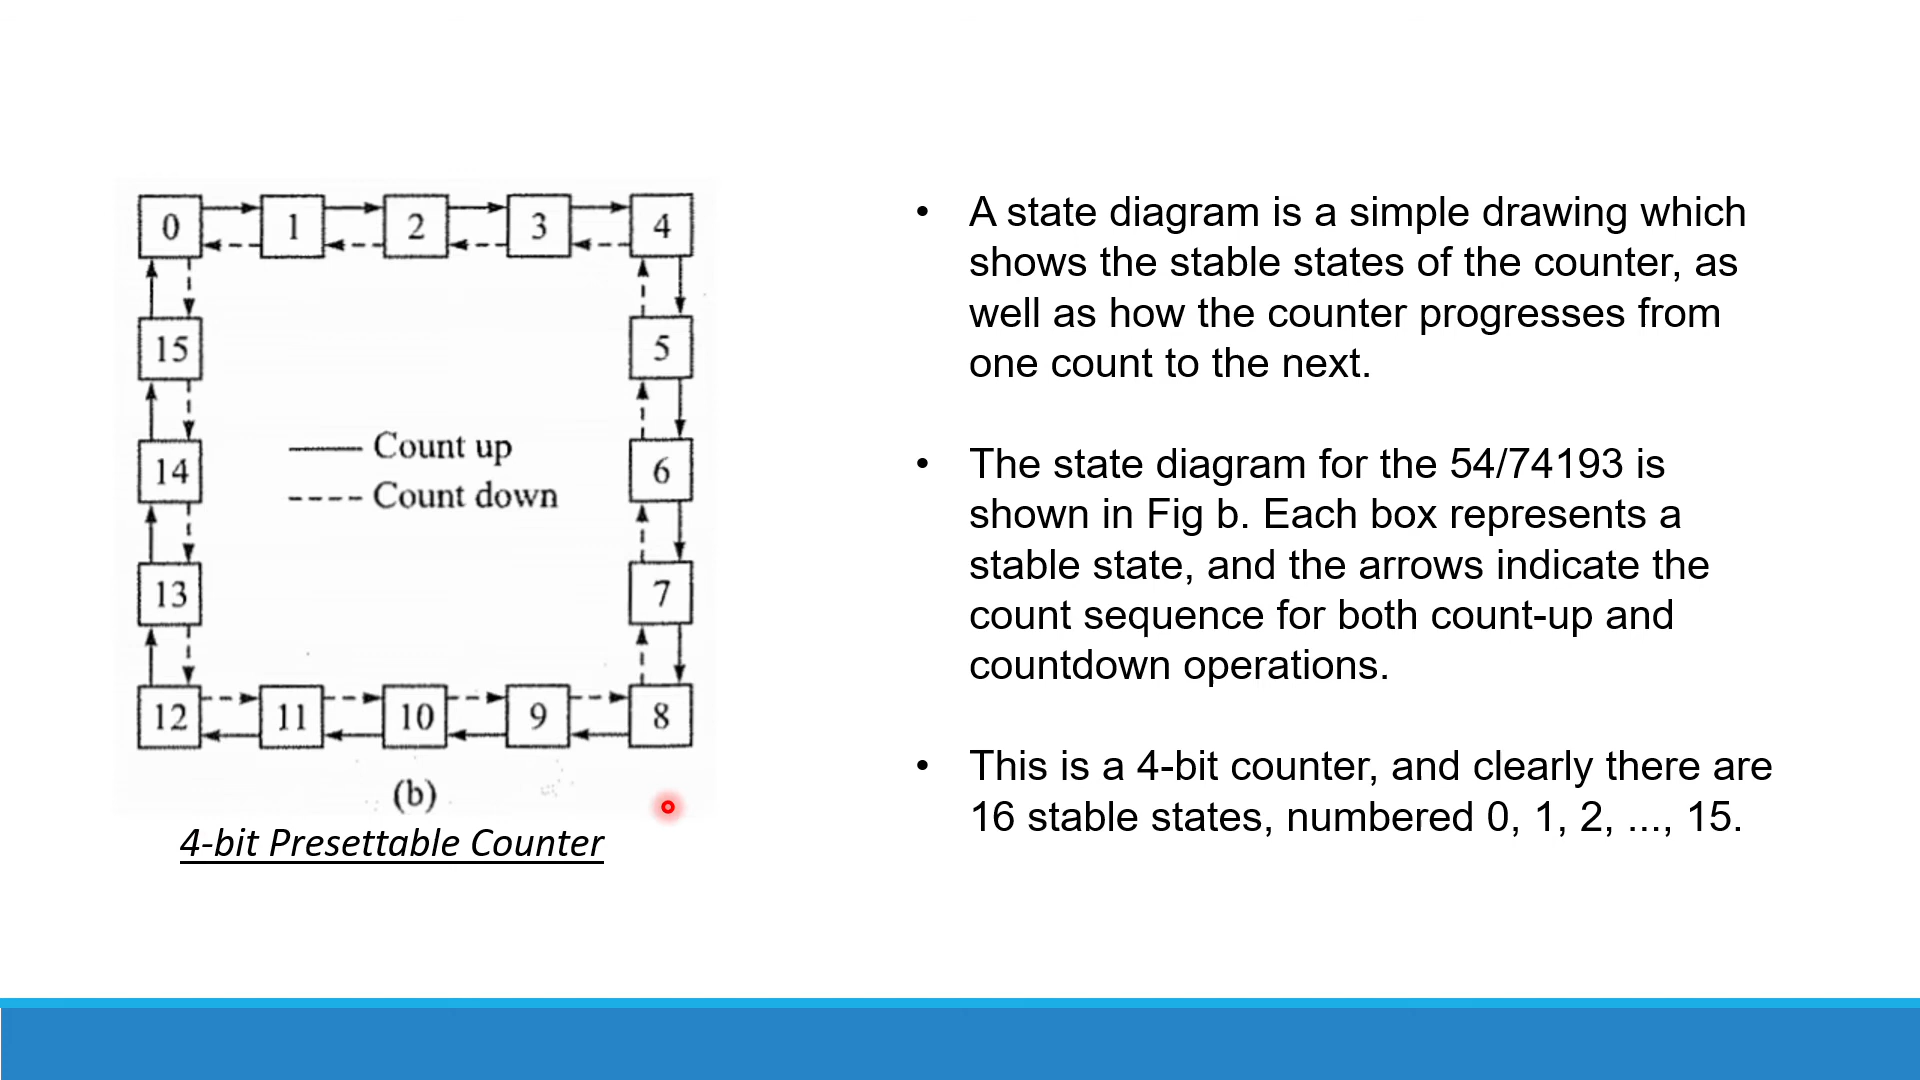 0 1 2 3 4
15 5
Count up
14 6
Count down
13 7
12 11 10 9 8
(b)
4-bit Presettable Counter
• A state diagram is a simple drawing which
shows the stable states of the counter, as
well as how the counter progresses from
one count to the next.
• The state diagram for the 54/74193 is
shown in Fig b. Each box represents a
stable state, and the arrows indicate the
count sequence for both count-up and
countdown operations.
• This is a 4-bit counter, and clearly there are
16 stable states, numbered 0, 1, 2, ..., 15.